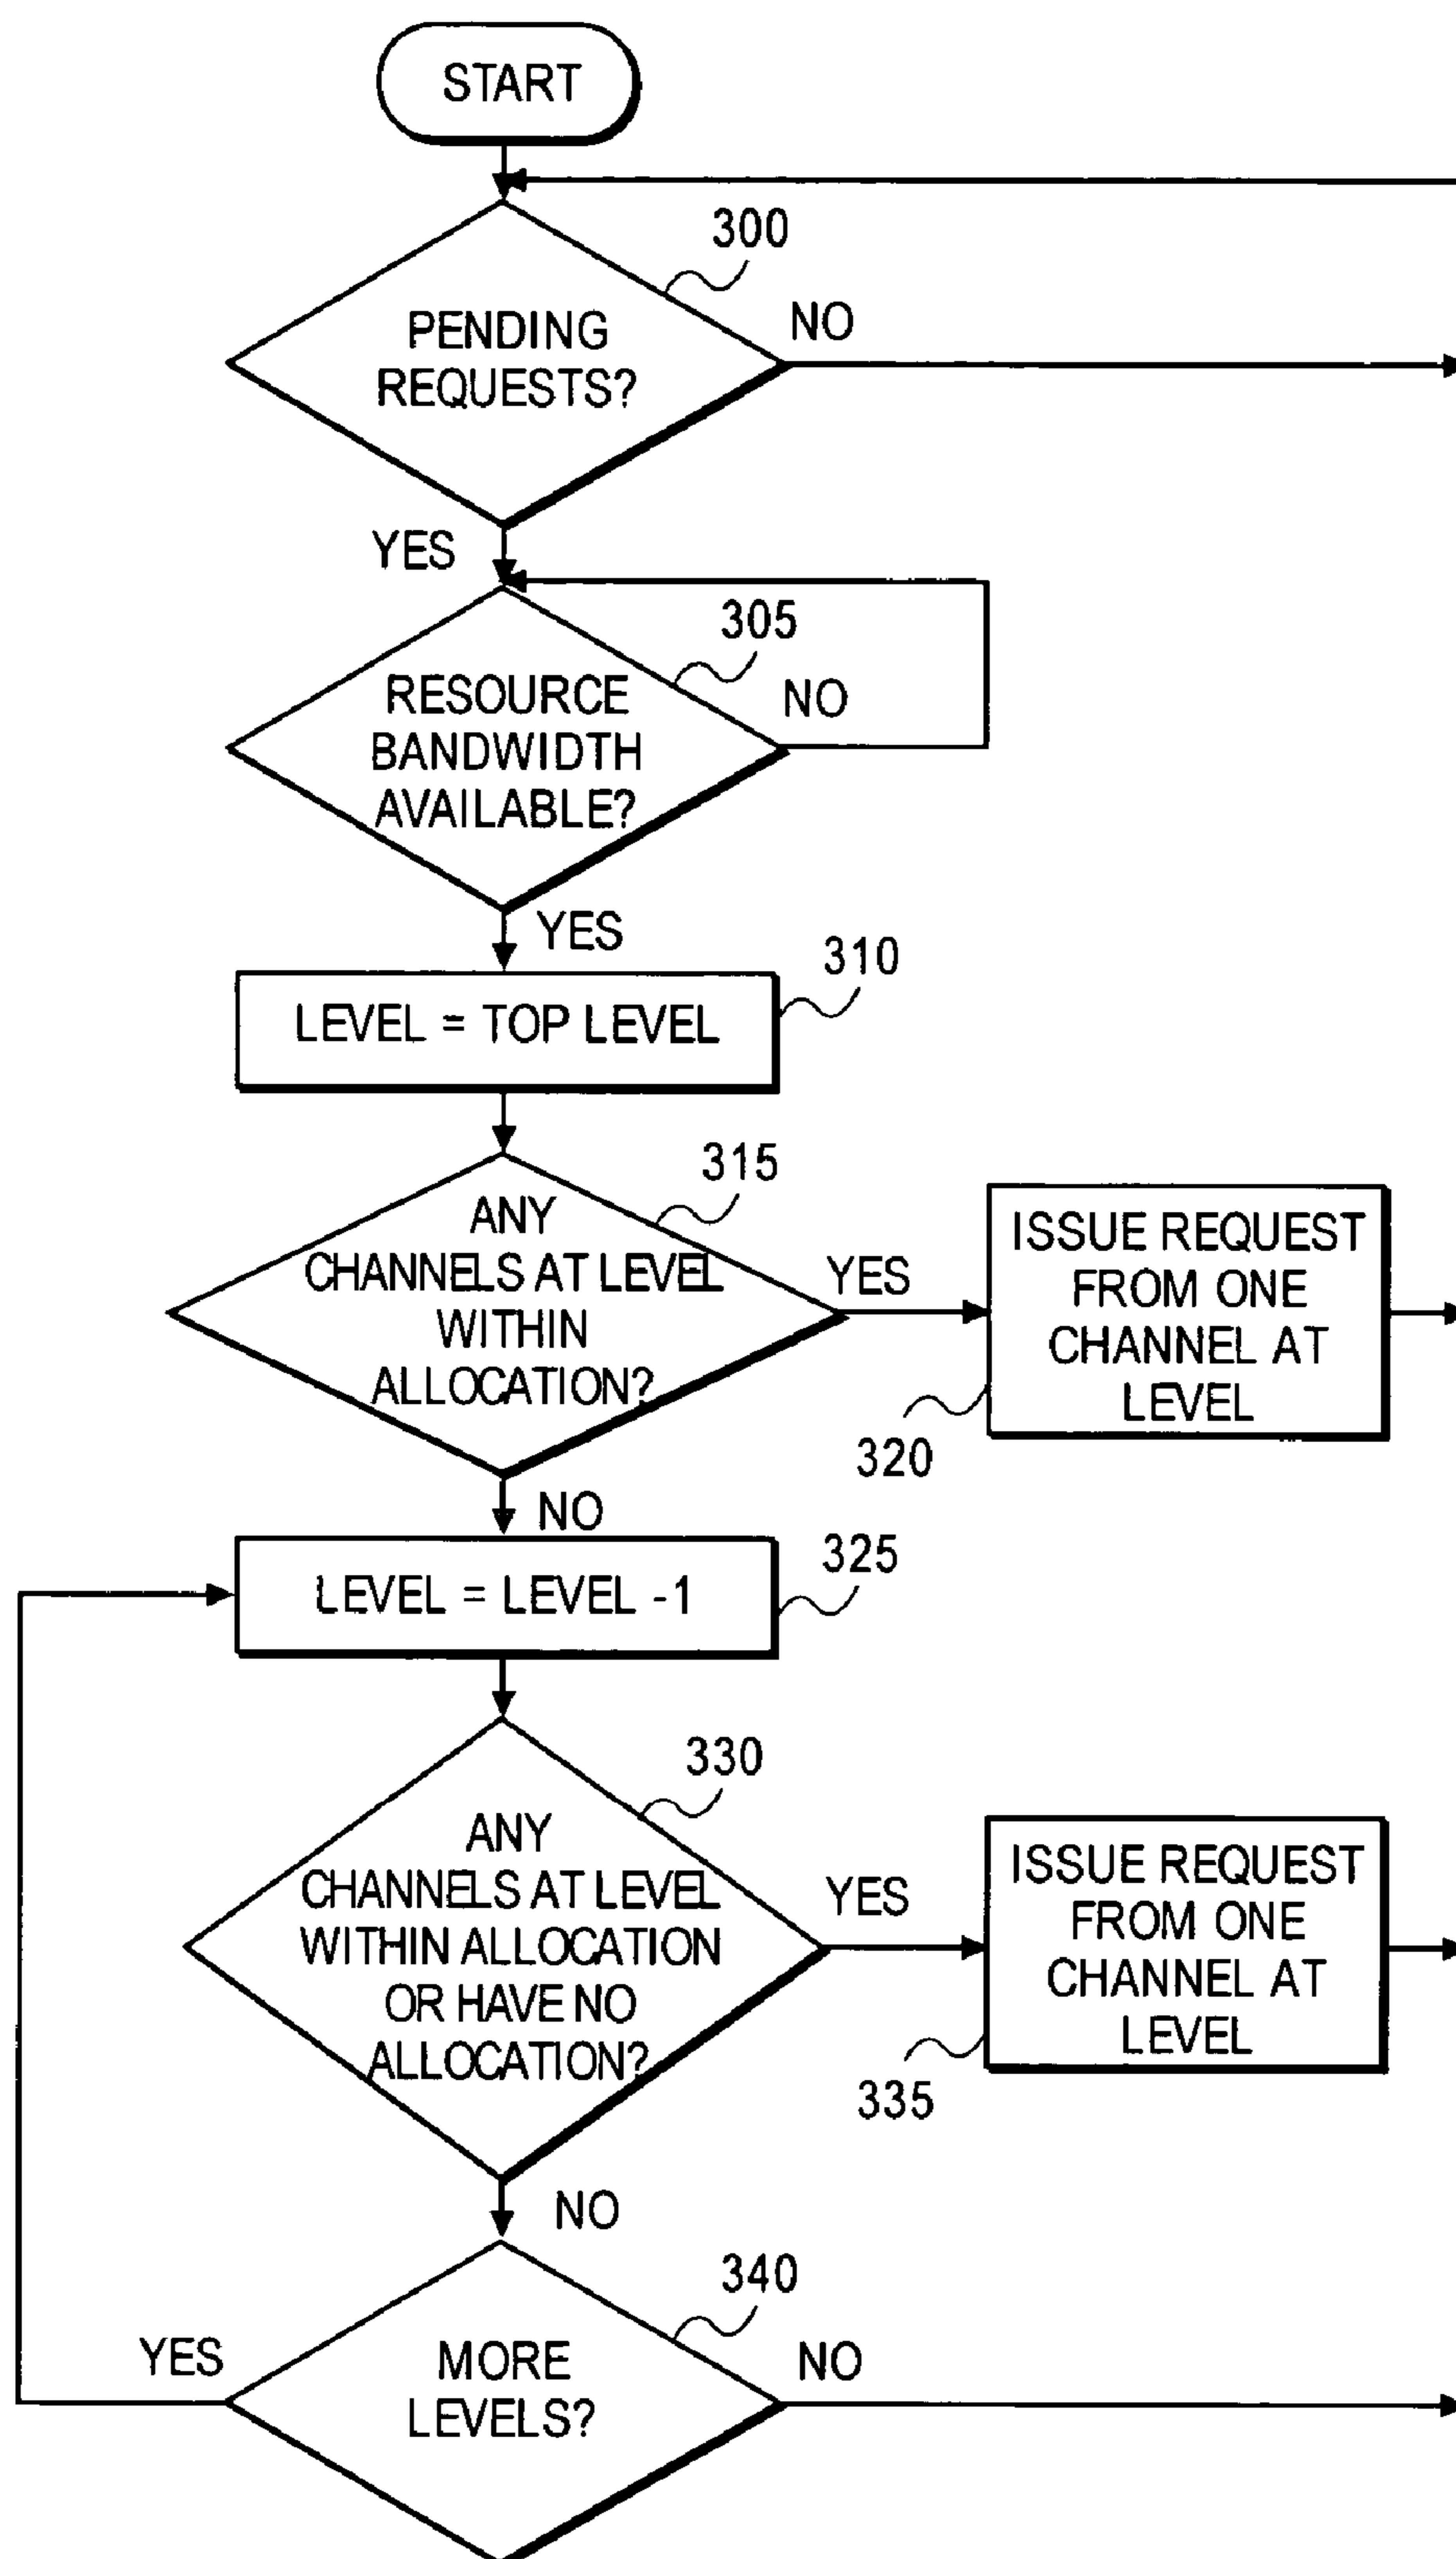 START
300
PENDING
REQUESTS?
NO
YES
305
RESOURCE
BANDWIDTH
AVAILABLE?
NO
YES
310
LEVEL = TOP LEVEL
315
ANY
CHANNELS AT LEVEL
WITHIN
ALLOCATION?
YES
ISSUE REQUEST
FROM ONE
CHANNEL AT
LEVEL
320
NO
325
LEVEL = LEVEL -1
330
ANY
CHANNELS AT LEVEL
WITHIN ALLOCATION
OR HAVE NO
ALLOCATION?
YES
ISSUE REQUEST
FROM ONE
CHANNEL AT
LEVEL
335
NO
340
YES
MORE
LEVELS?
NO